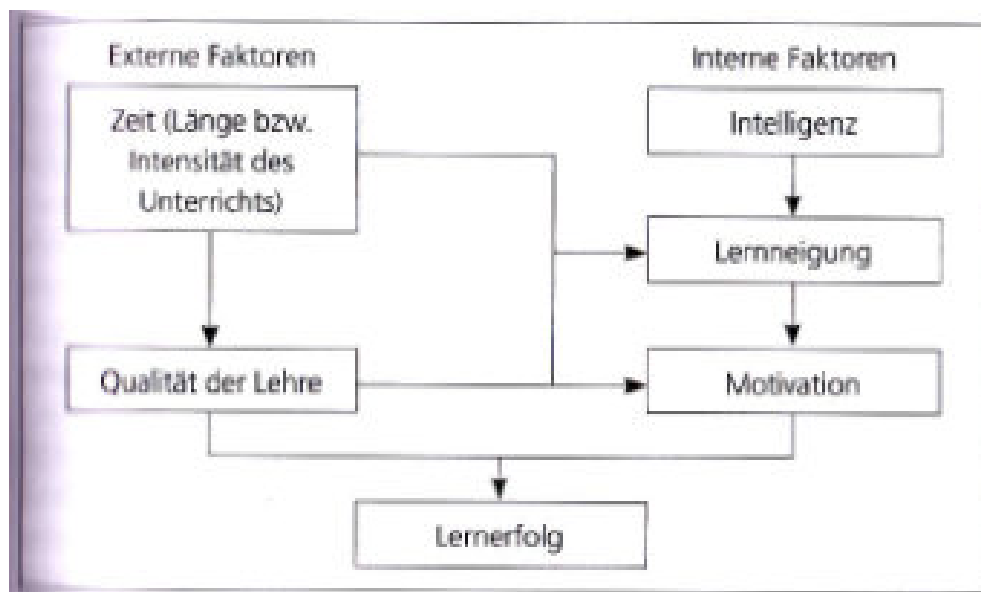 Externe Faktoren
Zeit (Länge bzw.
Intensität des
Unterrichts)
Qualität der Lehre
Interne Faktoren
Intelligenz
Lernneigung
Motivation
Lernerfolg